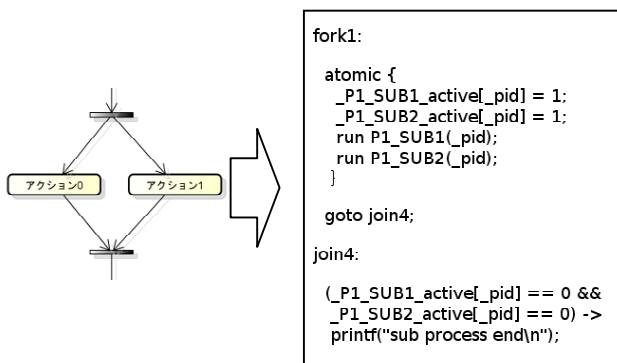 アクション0
アクション1
fork1:
atomic {
_P1_SUB1_active[_pid] = 1;
_P1_SUB2_active[_pid] = 1;
run P1_SUB1(_pid);
run P1_SUB2(_pid);
}
goto join4;
join4:
(_P1_SUB1_active[_pid] == 0 &&
_P1_SUB2_active[_pid] == 0) ->
printf("sub process end\n");